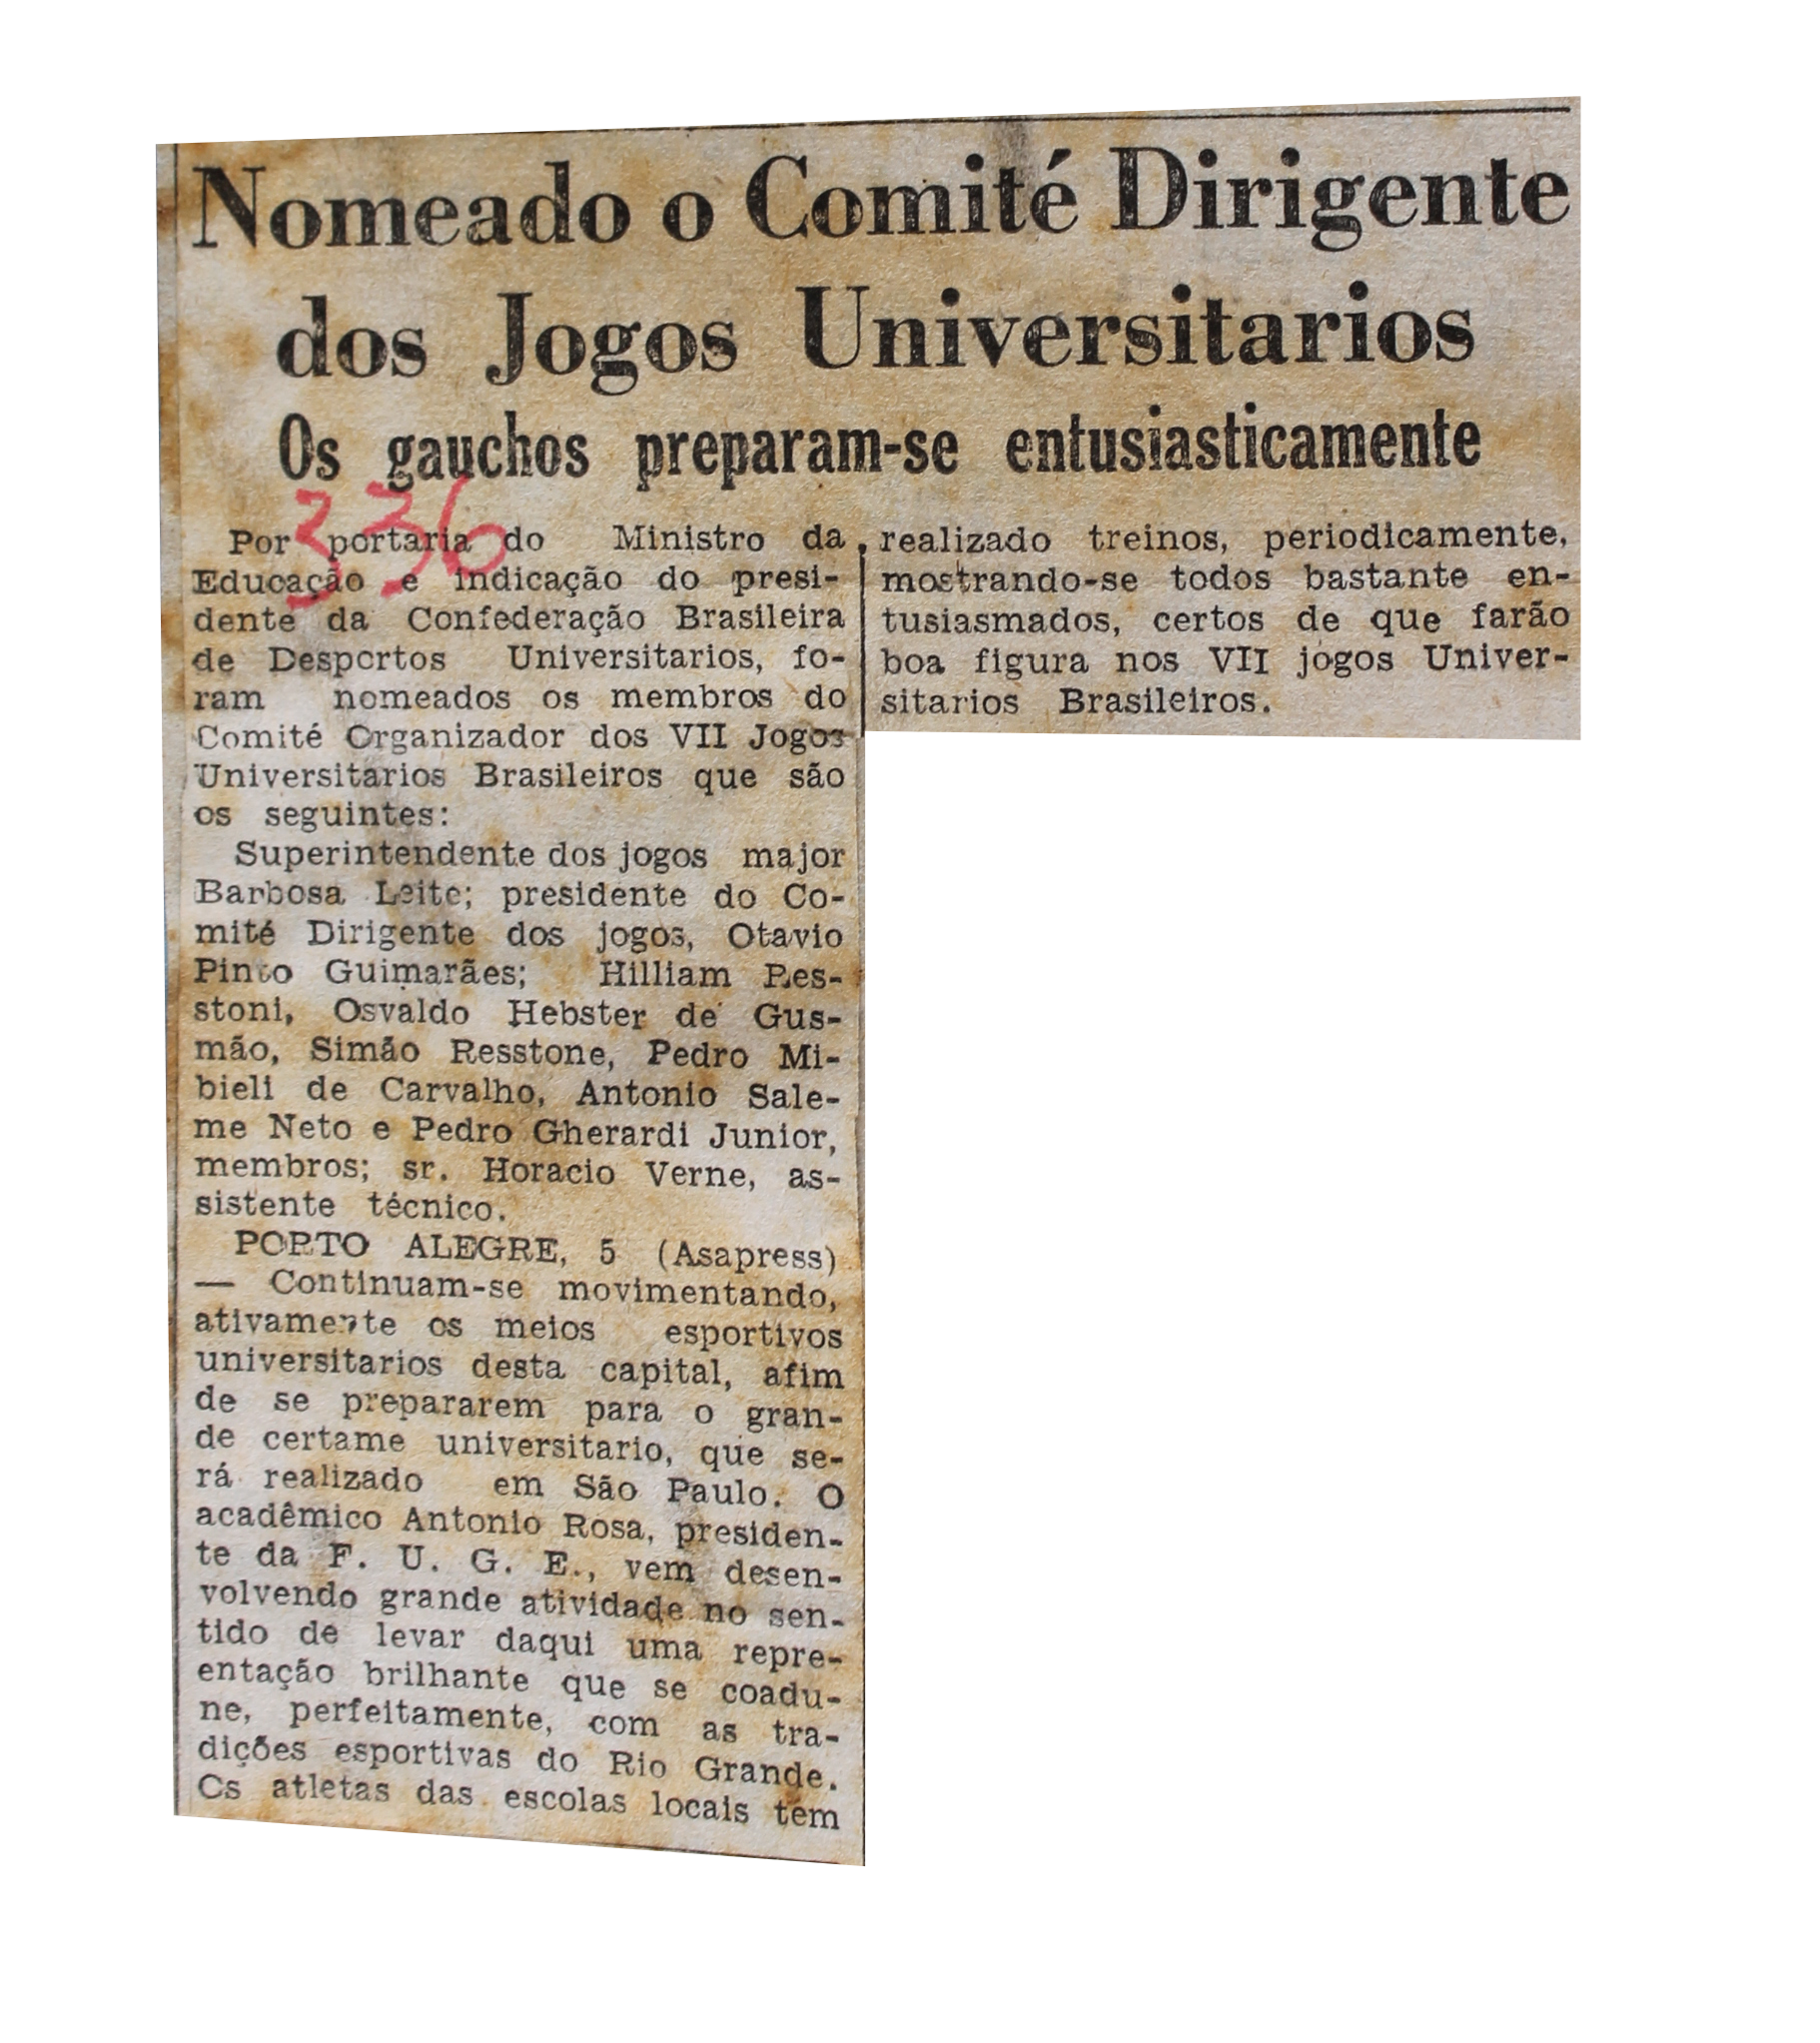 Nomeado o Comité Dirigente
dos Jogos Universitarios
Os gauchos preparam-se entusiasticamente
336
Por portaria do Ministro da
Educação e indicação do presi-
dente da Confederação Brasileira
de Desportos Universitarios, fo-
ram nomeados os membros do
Comité Organizador dos VII Jogos
Universitarios Brasileiros que são
os seguintes:
Superintendente dos jogos major
Barbosa Leite; presidente do Co-
mité Dirigente dos jogos, Otavio
Pinto Guimarães; Hilliam Res-
stoni, Osvaldo Hebster de Gus-
mão, Simão Resstone, Pedro Mi-
bieli de Carvalho, Antonio Sale-
me Neto e Pedro Gherardi Junior,
membros; sr. Horacio Verne, as-
sistente técnico.
PORTO ALEGRE, 5 (Asapress)
— Continuam-se movimentando,
ativamente os meios esportivos
universitarios desta capital, afim
de se prepararem para o gran-
de certame universitario, que se-
rá realizado em São Paulo. O
acadêmico Antonio Rosa, presiden-
te da F. U. G. E., vem desen-
volvendo grande atividade no sen-
tido de levar daqui uma repre-
entação brilhante que se coadu-
ne, perfeitamente, com as tra-
dições esportivas do Rio Grande.
Os atletas das escolas locais têm
realizado treinos, periodicamente,
mostrando-se todos bastante en-
tusiasmados, certos de que farão
boa figura nos VII jogos Univer-
sitarios Brasileiros.